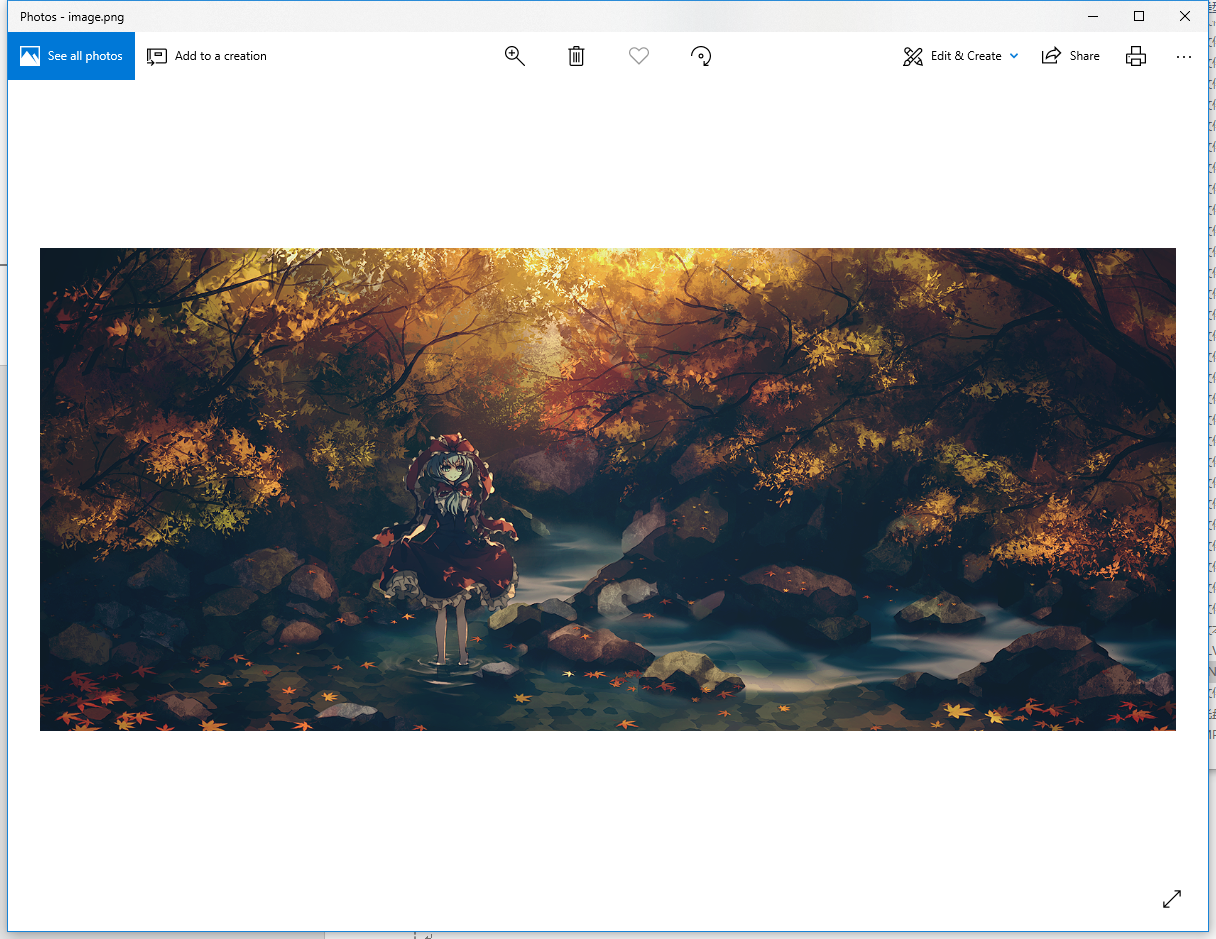 Photos - image.png
See all photos
Add to a creation
Edit & Create
Share